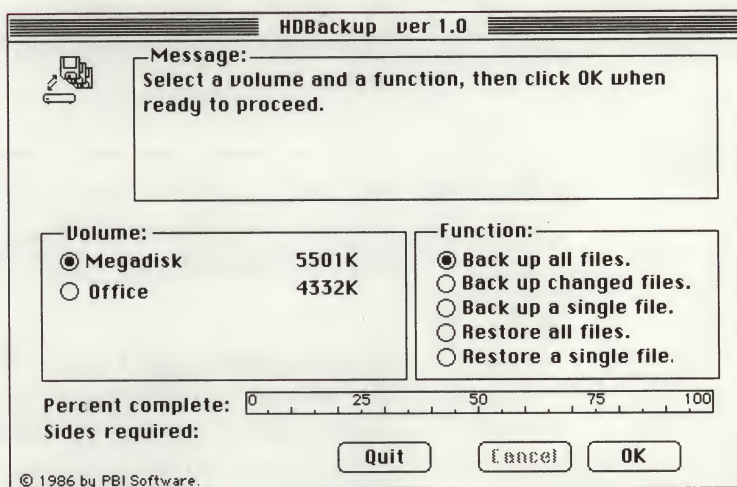 HDBackup ver 1.0
Message:
Select a volume and a function, then click OK when
ready to proceed.
Volume:
Megadisk 5501K
Office 4332K
Function:
Back up all files.
Back up changed files.
Back up a single file.
Restore all files.
Restore a single file.
Percent complete: 0 25 50 75 100
Sides required:
Quit Cancel OK
© 1986 by PBI Software.